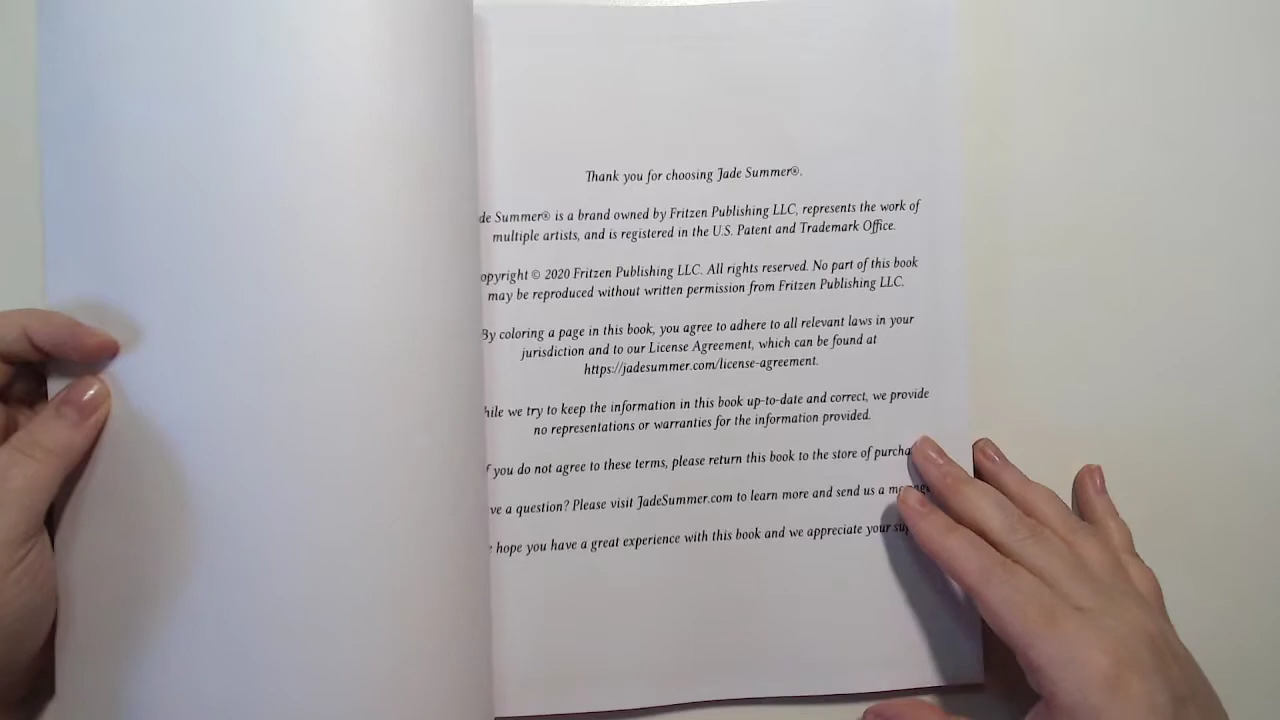 Thank you for choosing Jade Summer®.
de Summer® is a brand owned by Fritzen Publishing LLC, represents the work of
multiple artists, and is registered in the U.S. Patent and Trademark Office.
opyright © 2020 Fritzen Publishing LLC. All rights reserved. No part of this book
may be reproduced without written permission from Fritzen Publishing LLC.
By coloring a page in this book, you agree to adhere to all relevant laws in your
jurisdiction and to our License Agreement, which can be found at
https://jadesummer.com/license-agreement.
hile we try to keep the information in this book up-to-date and correct, we provide
no representations or warranties for the information provided.
f you do not agree to these terms, please return this book to the store of purcha
ve a question? Please visit JadeSummer.com to learn more and send us a
hope you have a great experience with this book and we appreciate your